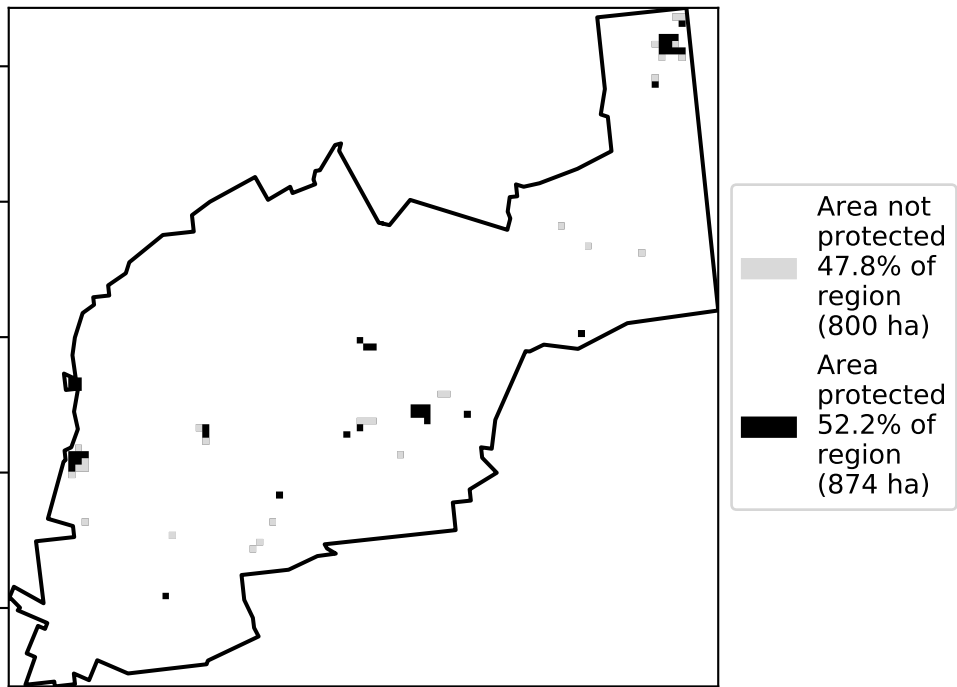 Area not
protected
47.8% of
region
(800 ha)
Area
protected
52.2% of
region
(874 ha)